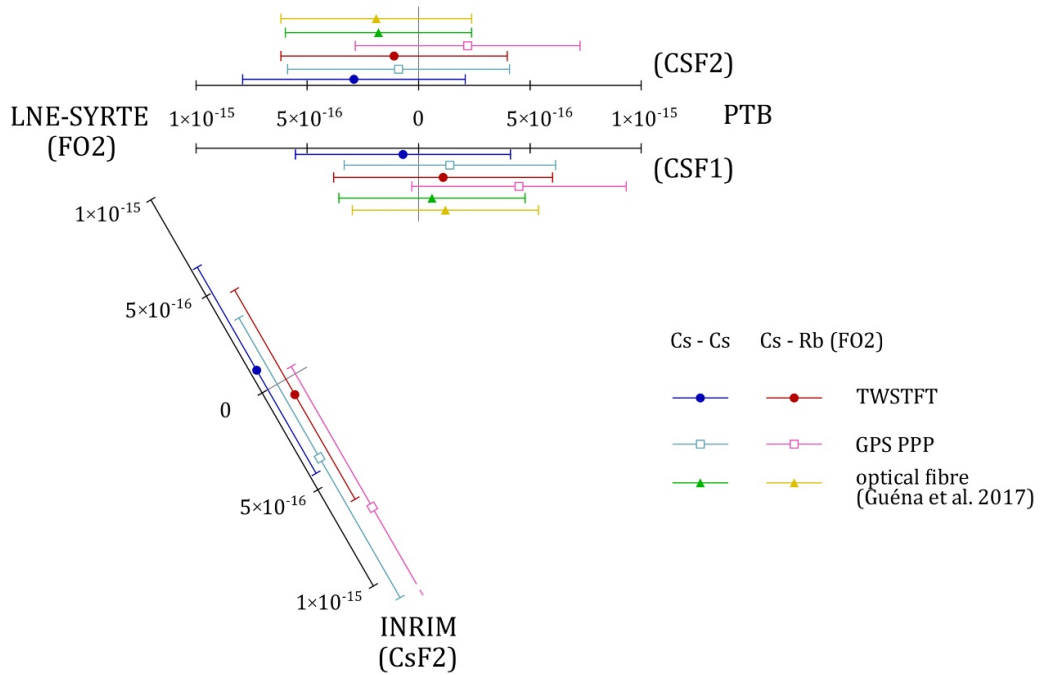 (CSF2)
LNE-SYRTE
(FO2)
1×10⁻¹⁵ 5×10⁻¹⁶ 0 5×10⁻¹⁶ 1×10⁻¹⁵
PTB
(CSF1)
1×10⁻¹⁵
5×10⁻¹⁶
0
5×10⁻¹⁶
1×10⁻¹⁵
INRIM
(CsF2)
Cs - Cs Cs - Rb (FO2)
TWSTFT
GPS PPP
optical fibre
(Guéna et al. 2017)